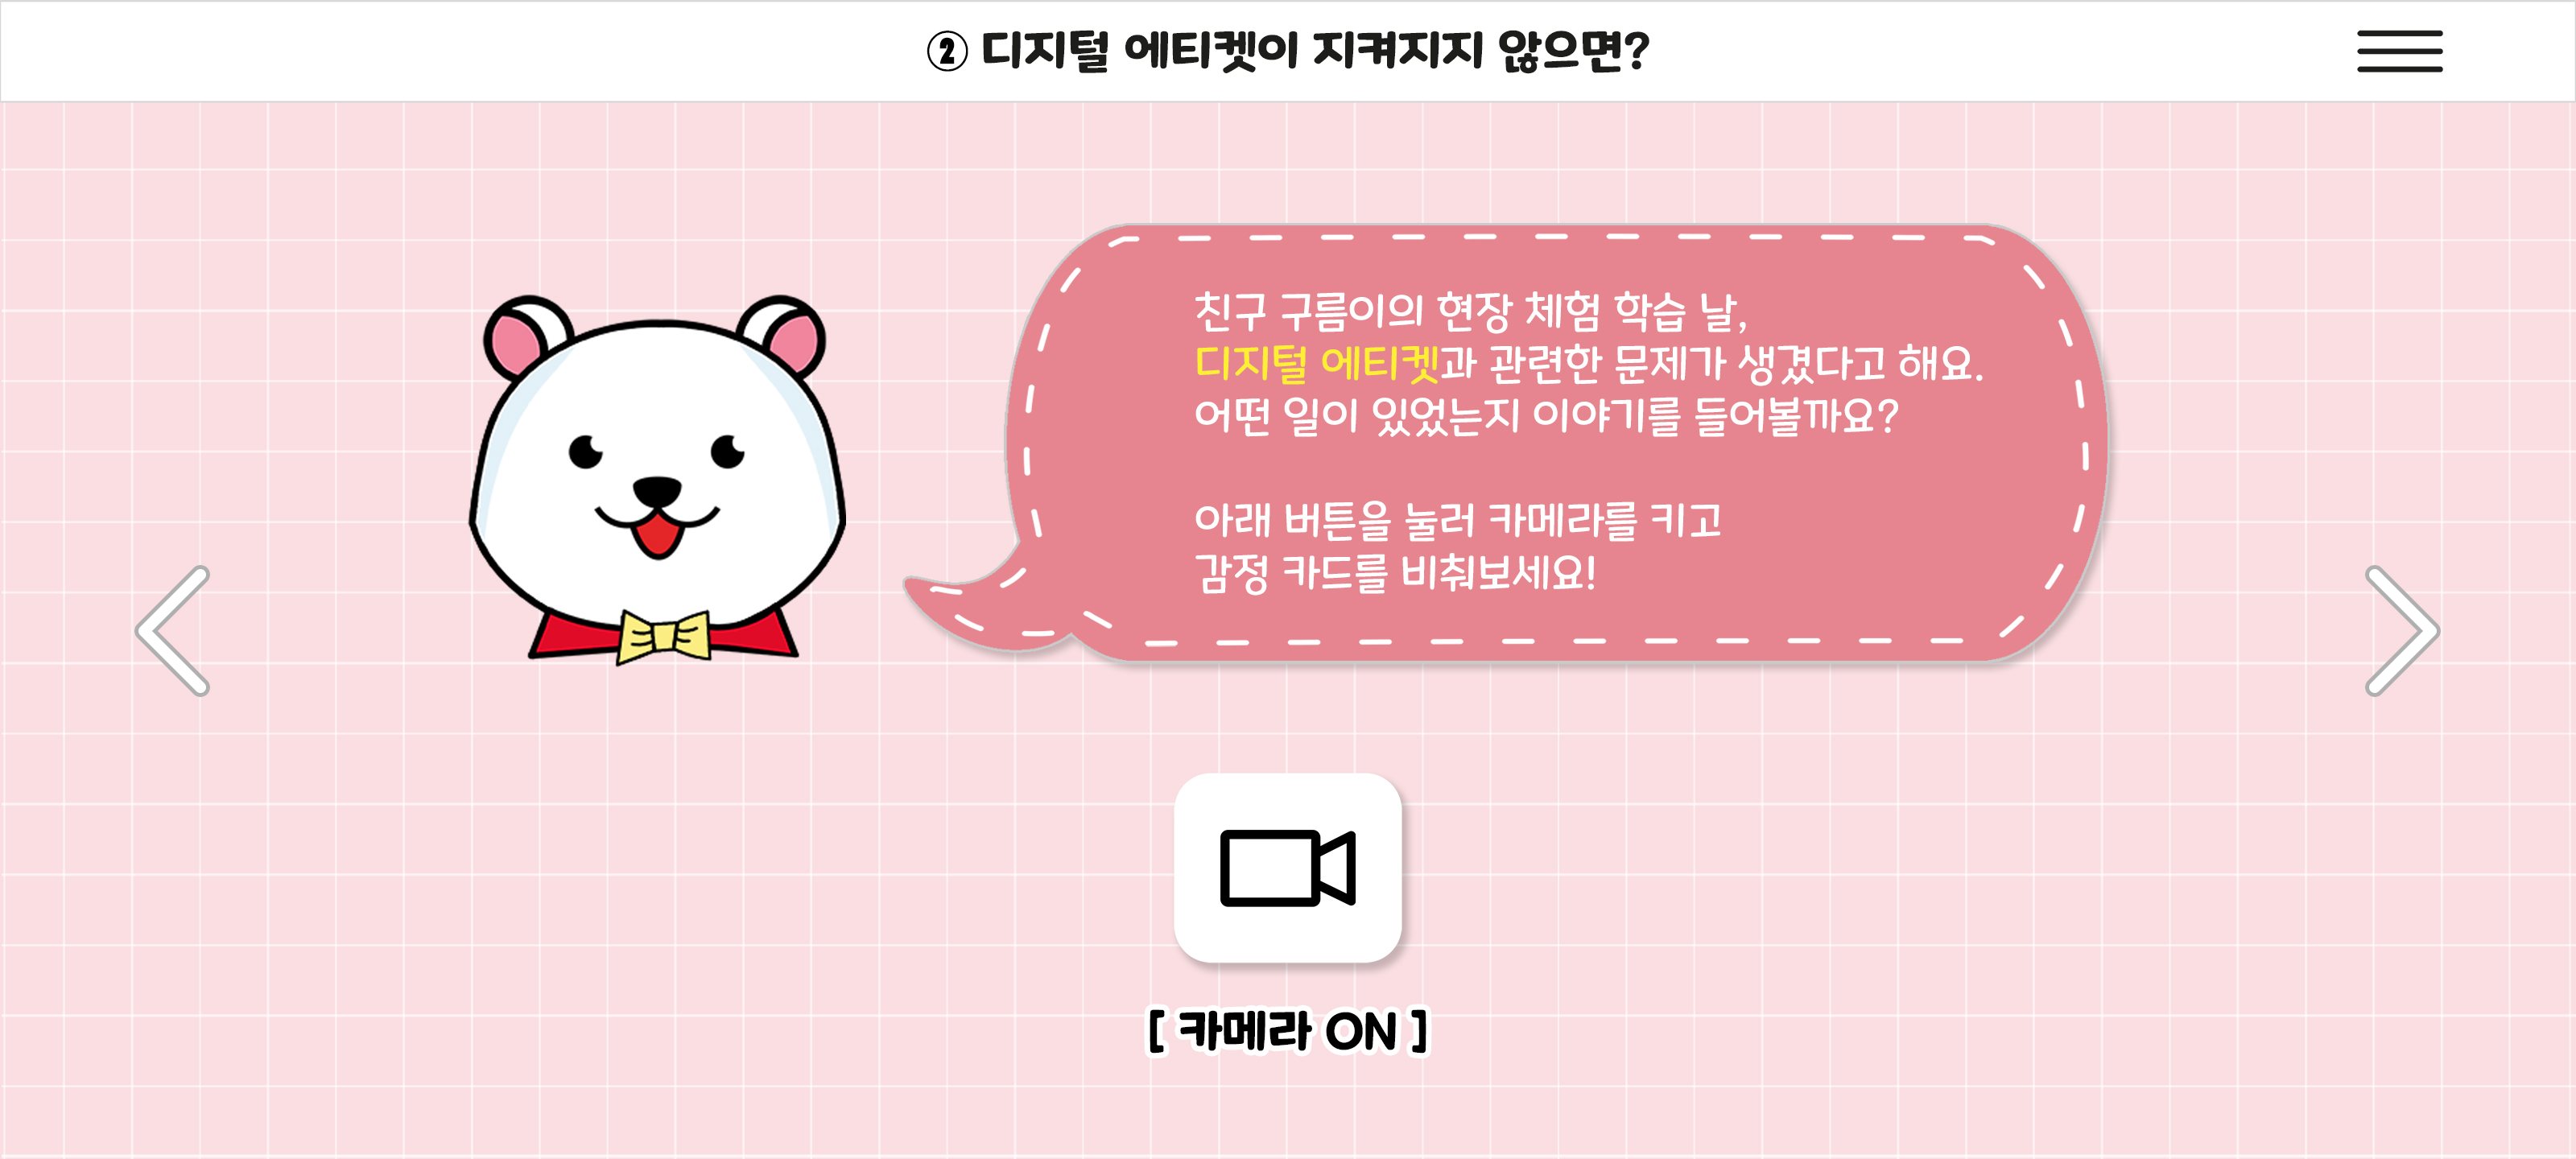 ② 디지털 에티켓이 지켜지지 않으면?
친구 구름이의 현장 체험 학습 날,
디지털 에티켓과 관련한 문제가 생겼다고 해요.
어떤 일이 있었는지 이야기를 들어볼까요?
아래 버튼을 눌러 카메라를 키고
감정 카드를 비춰보세요!
[ 카메라 ON ]